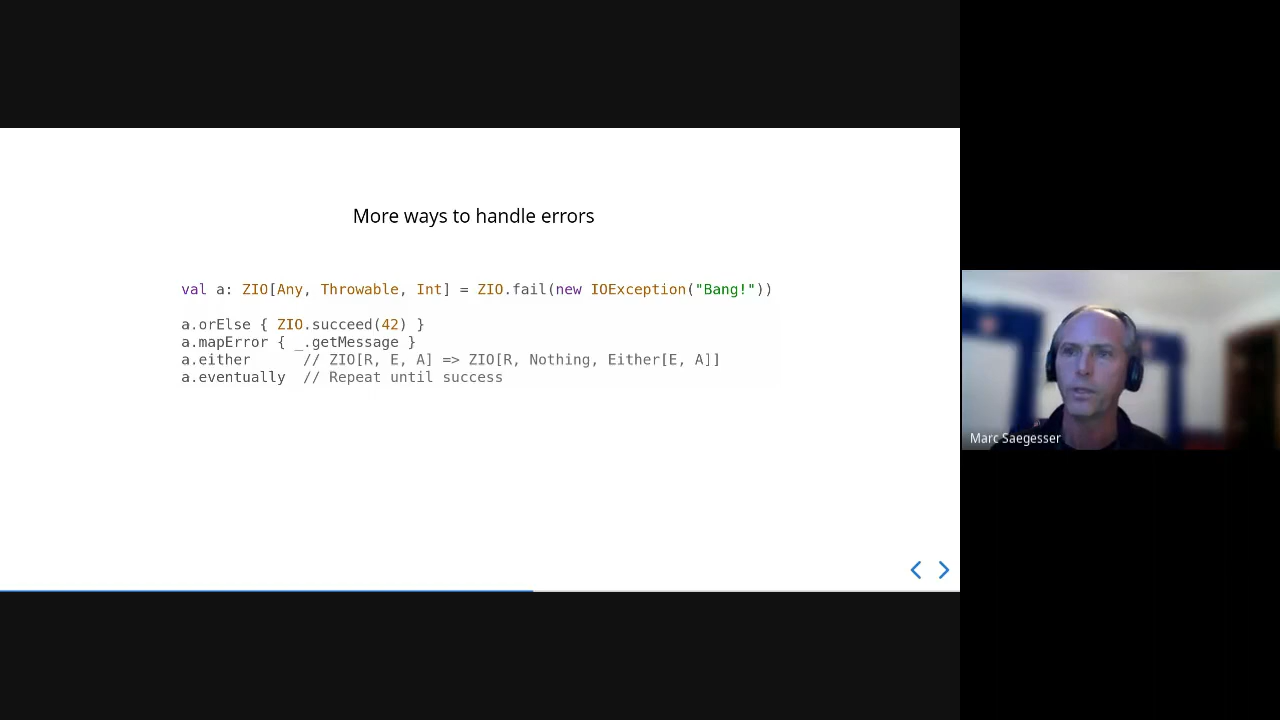 More ways to handle errors
val a: ZIO[Any, Throwable, Int] = ZIO.fail(new IOException("Bang!"))
a.orElse { ZIO.succeed(42) }
a.mapError { _.getMessage }
a.either      // ZIO[R, E, A] => ZIO[R, Nothing, Either[E, A]]
a.eventually  // Repeat until success
Marc Saegesser